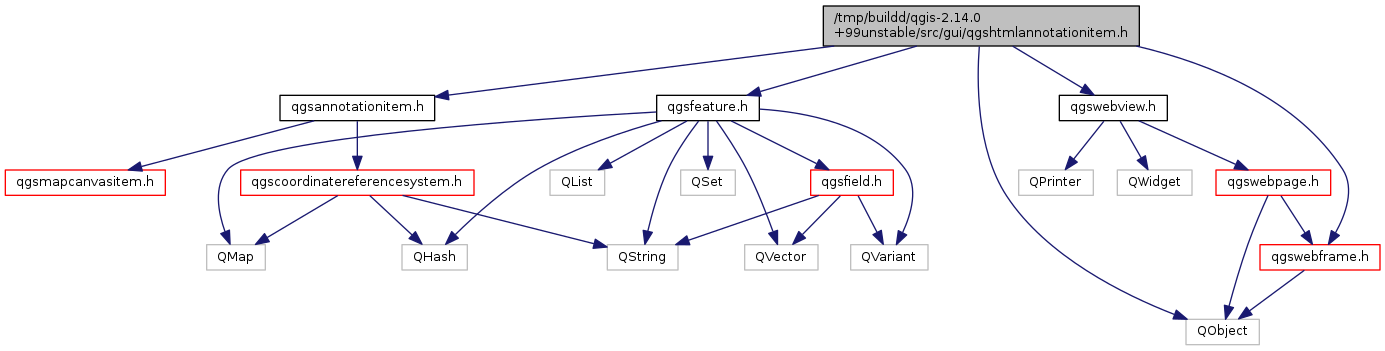 /tmp/buildd/qgis-2.14.0
+99unstable/src/gui/qgshtmlannotationitem.h
qgsannotationitem.h
qgsfeature.h
qgswebview.h
qgsmapcanvasitem.h
qgscoordinatereferencesystem.h
QList
QSet
qgsfield.h
QPrinter
QWidget
qgswebpage.h
QMap
QHash
QString
QVector
QVariant
qgswebframe.h
QObject